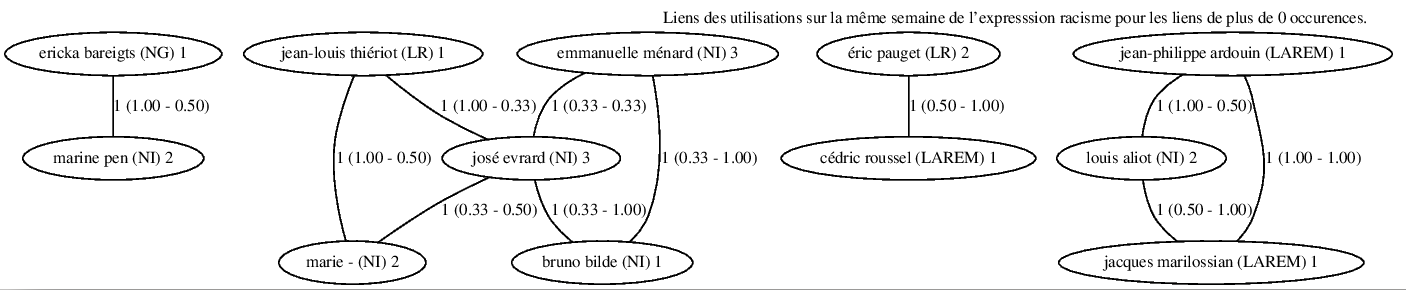 Liens des utilisations sur la même semaine de l'expresssion racisme pour les liens de plus de 0 occurences.
ericka bareigts (NG) 1
jean-louis thiériot (LR) 1
emmanuelle ménard (NI) 3
éric pauget (LR) 2
jean-philippe ardouin (LAREM) 1
1 (1.00 - 0.50)
1 (1.00 - 0.33)
1 (0.33 - 0.33)
1 (0.50 - 1.00)
1 (1.00 - 0.50)
marine pen (NI) 2
1 (1.00 - 0.50)
josé evrard (NI) 3
1 (0.33 - 1.00)
cédric roussel (LAREM) 1
louis aliot (NI) 2
1 (1.00 - 1.00)
1 (0.33 - 0.50)
1 (0.33 - 1.00)
1 (0.50 - 1.00)
marie - (NI) 2
bruno bilde (NI) 1
jacques marilossian (LAREM) 1